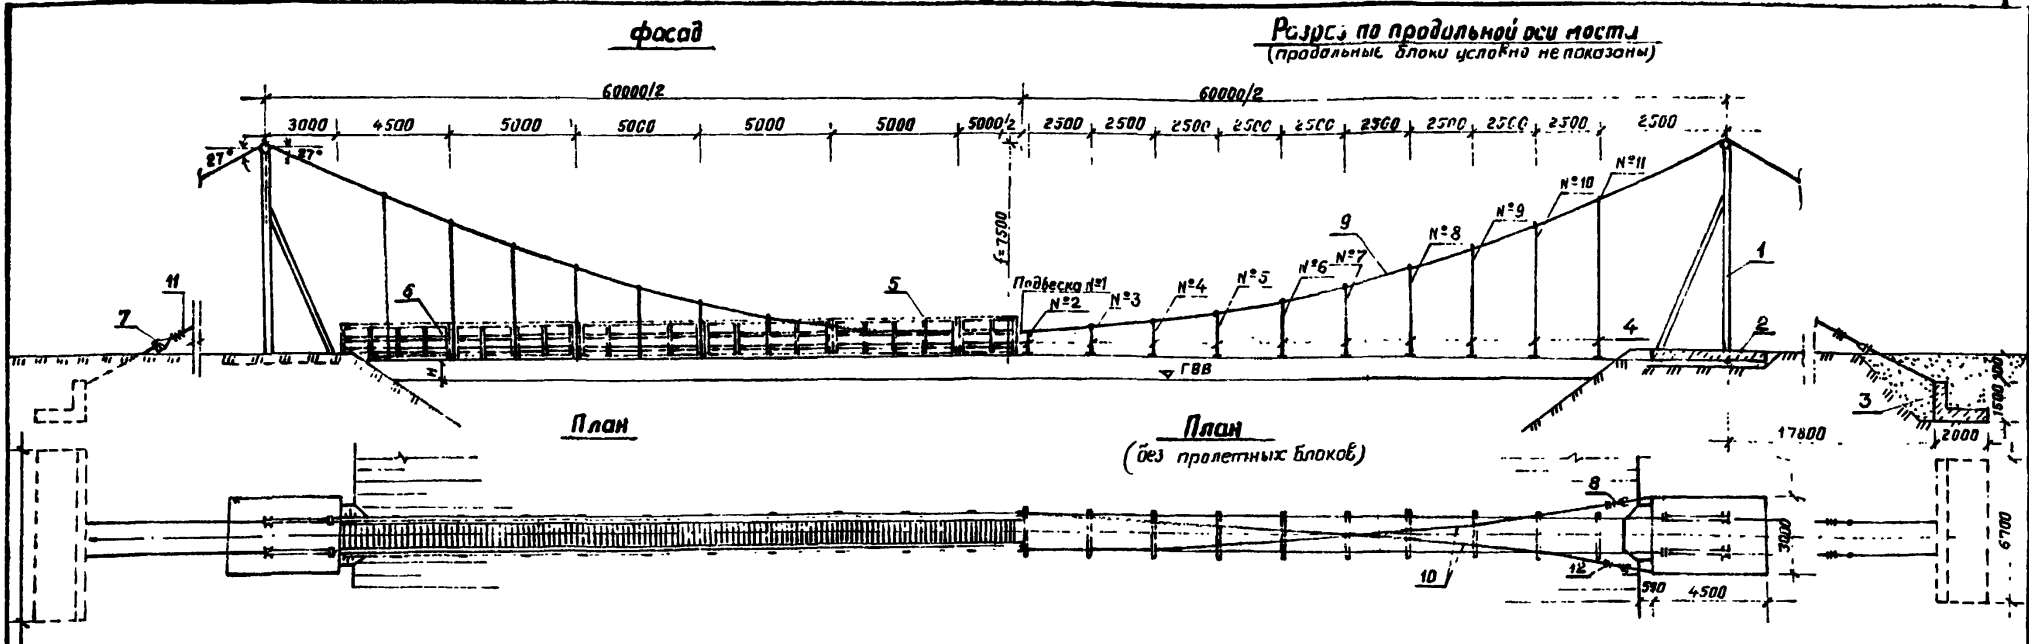 фасад
Разрез по продольной оси моста
(продольные блоки условно не показаны)
60000/2 60000/2
3000 4500 5000 5000 5000 5000 5000/2 2500 2500 2500 2500 2500 2500 2500 2500 2500 2500
27° 27°
f=7500
Подвеска №1
№2 №3 №4 №5 №6 №7 №8 №9 №10 №11
9
1
11
7
6
5
4 2
H
ГВВ
3
1500 300
17800 2000
План
План
(без пролетных блоков)
8
3000
6700
10
12
500 4500